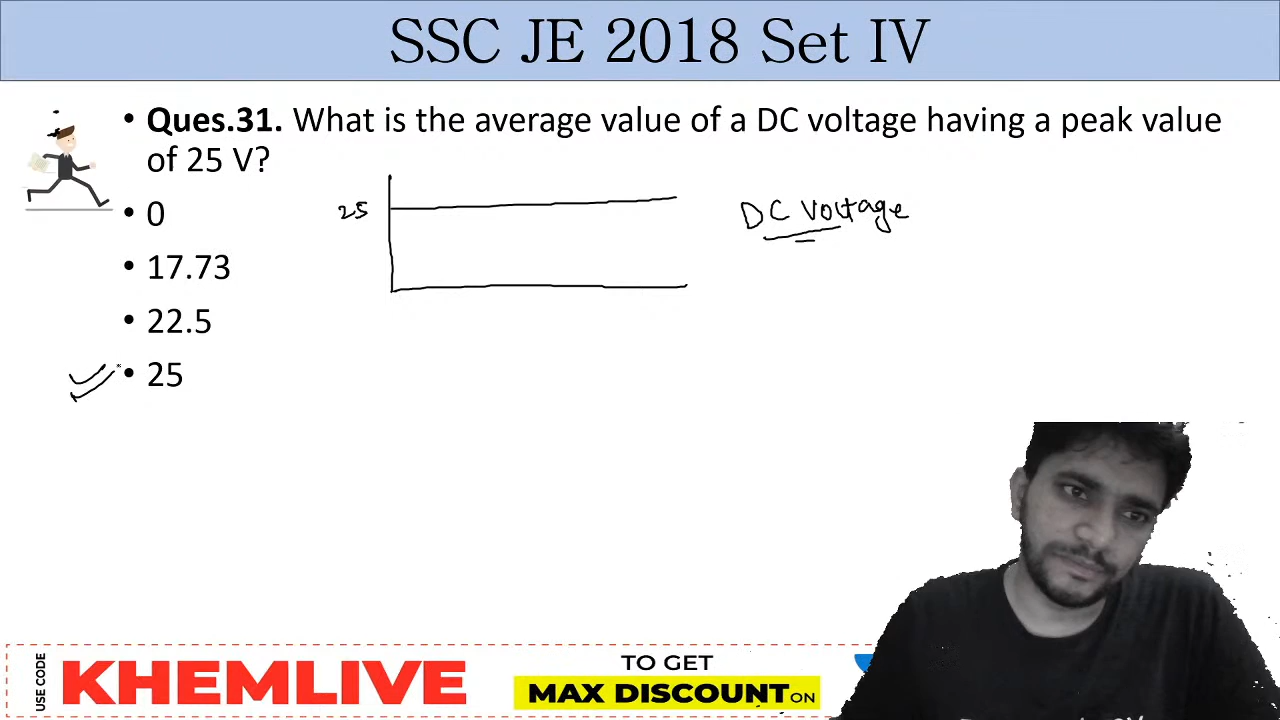 SSC JE 2018 Set IV
• Ques.31. What is the average value of a DC voltage having a peak value
of 25 V?
25
DC Voltage
• 0
• 17.73
• 22.5
• 25
USE CODE
KHEMLIVE
TO GET
MAX DISCOUNT ON